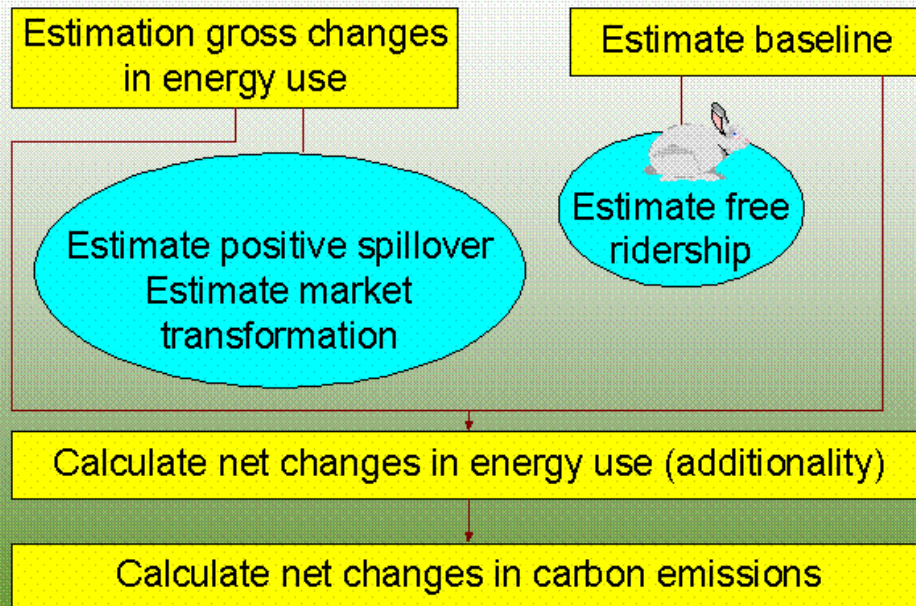 Estimation gross changes
in energy use
Estimate baseline
Estimate positive spillover
Estimate market
transformation
Estimate free
ridership
Calculate net changes in energy use (additionality)
Calculate net changes in carbon emissions